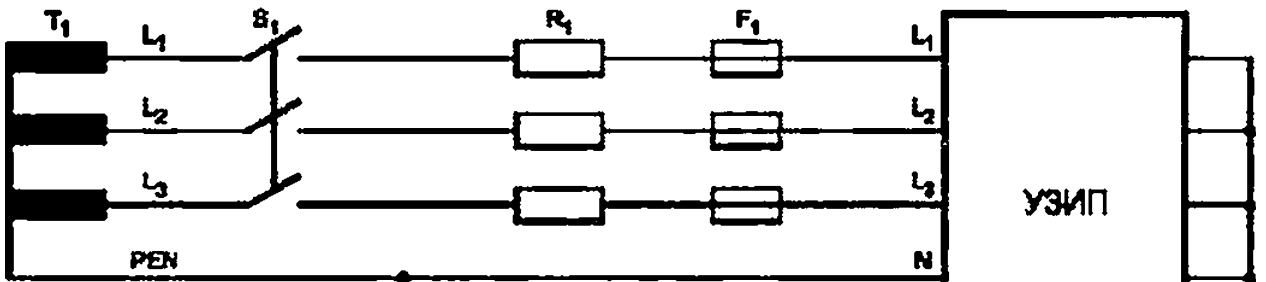 T₁ L₁ S₁ R₁ F₁ L₁
L₂ L₂
L₃ L₃
УЗИП
PEN N